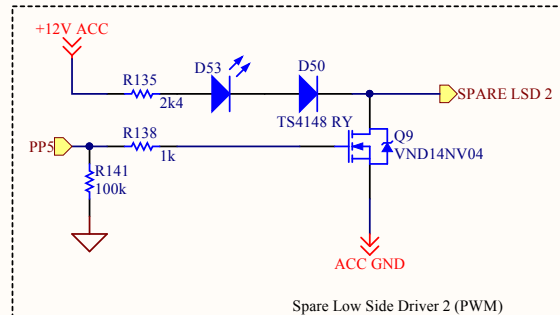 +12V ACC
D53
D50
R135
2k4
TS4148 RY
SPARE LSD 2
PP5
R138
1k
Q9
VND14NV04
R141
100k
ACC GND
Spare Low Side Driver 2 (PWM)